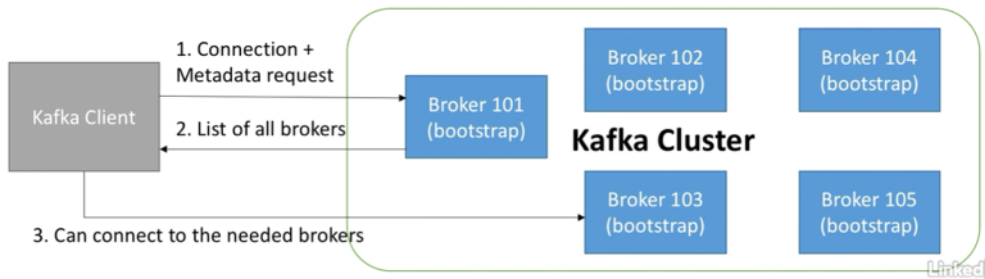 1. Connection +
Metadata request
Kafka Client
2. List of all brokers
3. Can connect to the needed brokers
Broker 101
(bootstrap)
Broker 102
(bootstrap)
Broker 104
(bootstrap)
Kafka Cluster
Broker 103
(bootstrap)
Broker 105
(bootstrap)
Linked